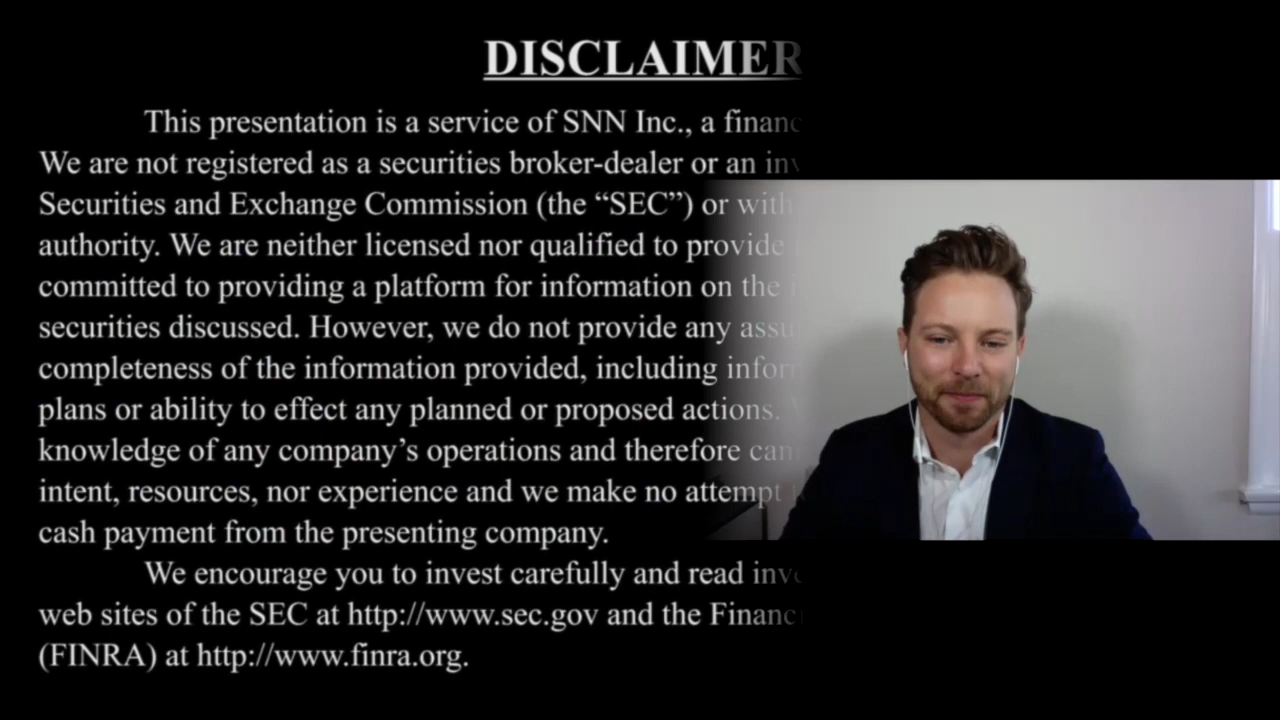 DISCLAIMER
This presentation is a service of SNN Inc., a financ
We are not registered as a securities broker-dealer or an inv
Securities and Exchange Commission (the “SEC”) or with
authority. We are neither licensed nor qualified to provide
committed to providing a platform for information on the
securities discussed. However, we do not provide any assu
completeness of the information provided, including infor
plans or ability to effect any planned or proposed actions.
knowledge of any company’s operations and therefore can
intent, resources, nor experience and we make no attempt
cash payment from the presenting company.
We encourage you to invest carefully and read inve
web sites of the SEC at http://www.sec.gov and the Financ
(FINRA) at http://www.finra.org.